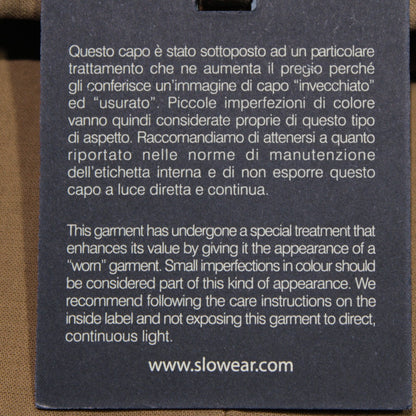 Questo capo è stato sottoposto ad un particolare
trattamento che ne aumenta il pregio perché
gli conferisce un'immagine di capo "invecchiato"
ed "usurato". Piccole imperfezioni di colore
vanno quindi considerate proprie di questo tipo
di aspetto. Raccomandiamo di attenersi a quanto
riportato nelle norme di manutenzione
dell'etichetta interna e di non esporre questo
capo a luce diretta e continua.
This garment has undergone a special treatment that
enhances its value by giving it the appearance of a
"worn" garment. Small imperfections in colour should
be considered part of this kind of appearance. We
recommend following the care instructions on the
inside label and not exposing this garment to direct,
continuous light.
www.slowear.com